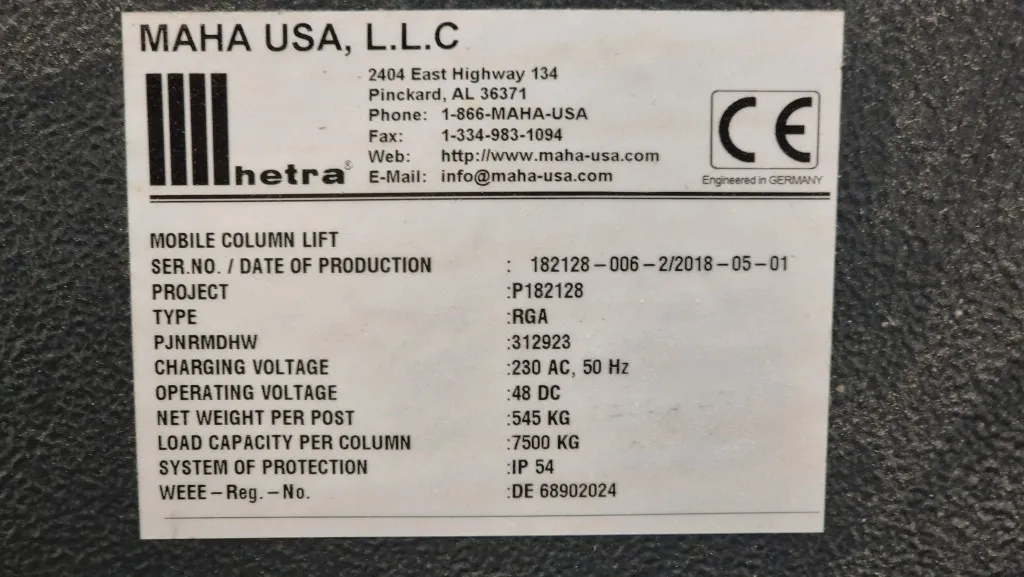 MAHA USA, L.L.C
2404 East Highway 134
Pinckard, AL 36371
Phone: 1-866-MAHA-USA
Fax: 1-334-983-1094
Web: http://www.maha-usa.com
E-Mail: info@maha-usa.com
hetra®
CE
Engineered in GERMANY
MOBILE COLUMN LIFT
SER.NO. / DATE OF PRODUCTION : 182128-006-2/2018-05-01
PROJECT :P182128
TYPE :RGA
PJNRMDHW :312923
CHARGING VOLTAGE :230 AC, 50 Hz
OPERATING VOLTAGE :48 DC
NET WEIGHT PER POST :545 KG
LOAD CAPACITY PER COLUMN :7500 KG
SYSTEM OF PROTECTION :IP 54
WEEE-Reg.-No. :DE 68902024